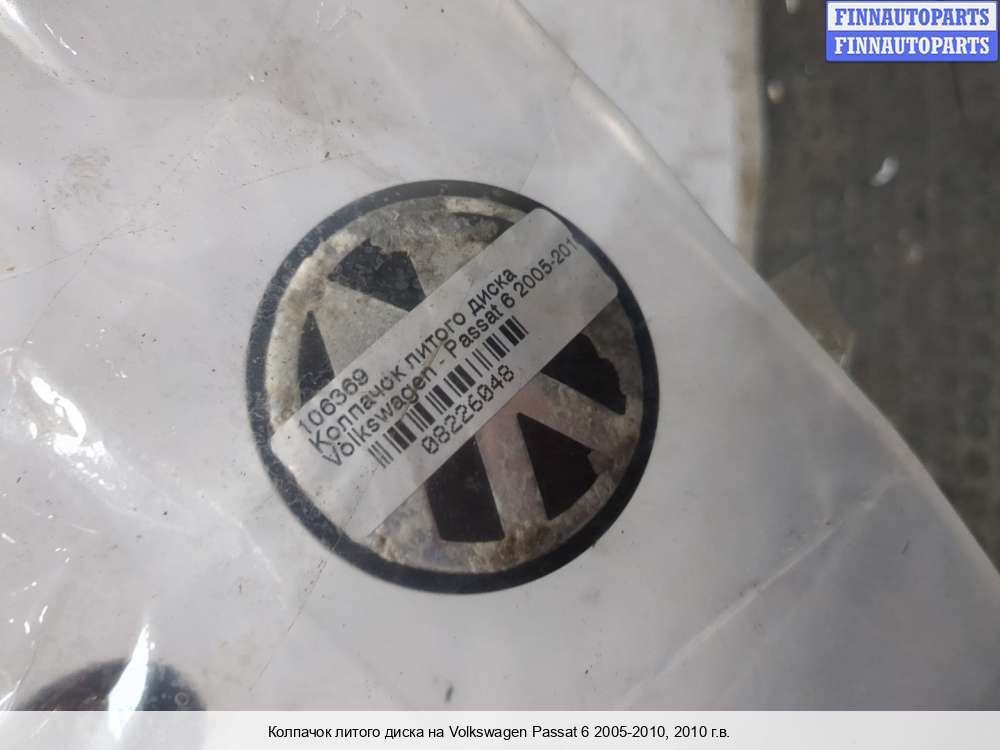 FINNAUTOPARTS
FINNAUTOPARTS
106369
Колпачок литого диска
Volkswagen - Passat 6 2005-201
08226048
Колпачок литого диска на Volkswagen Passat 6 2005-2010, 2010 г.в.